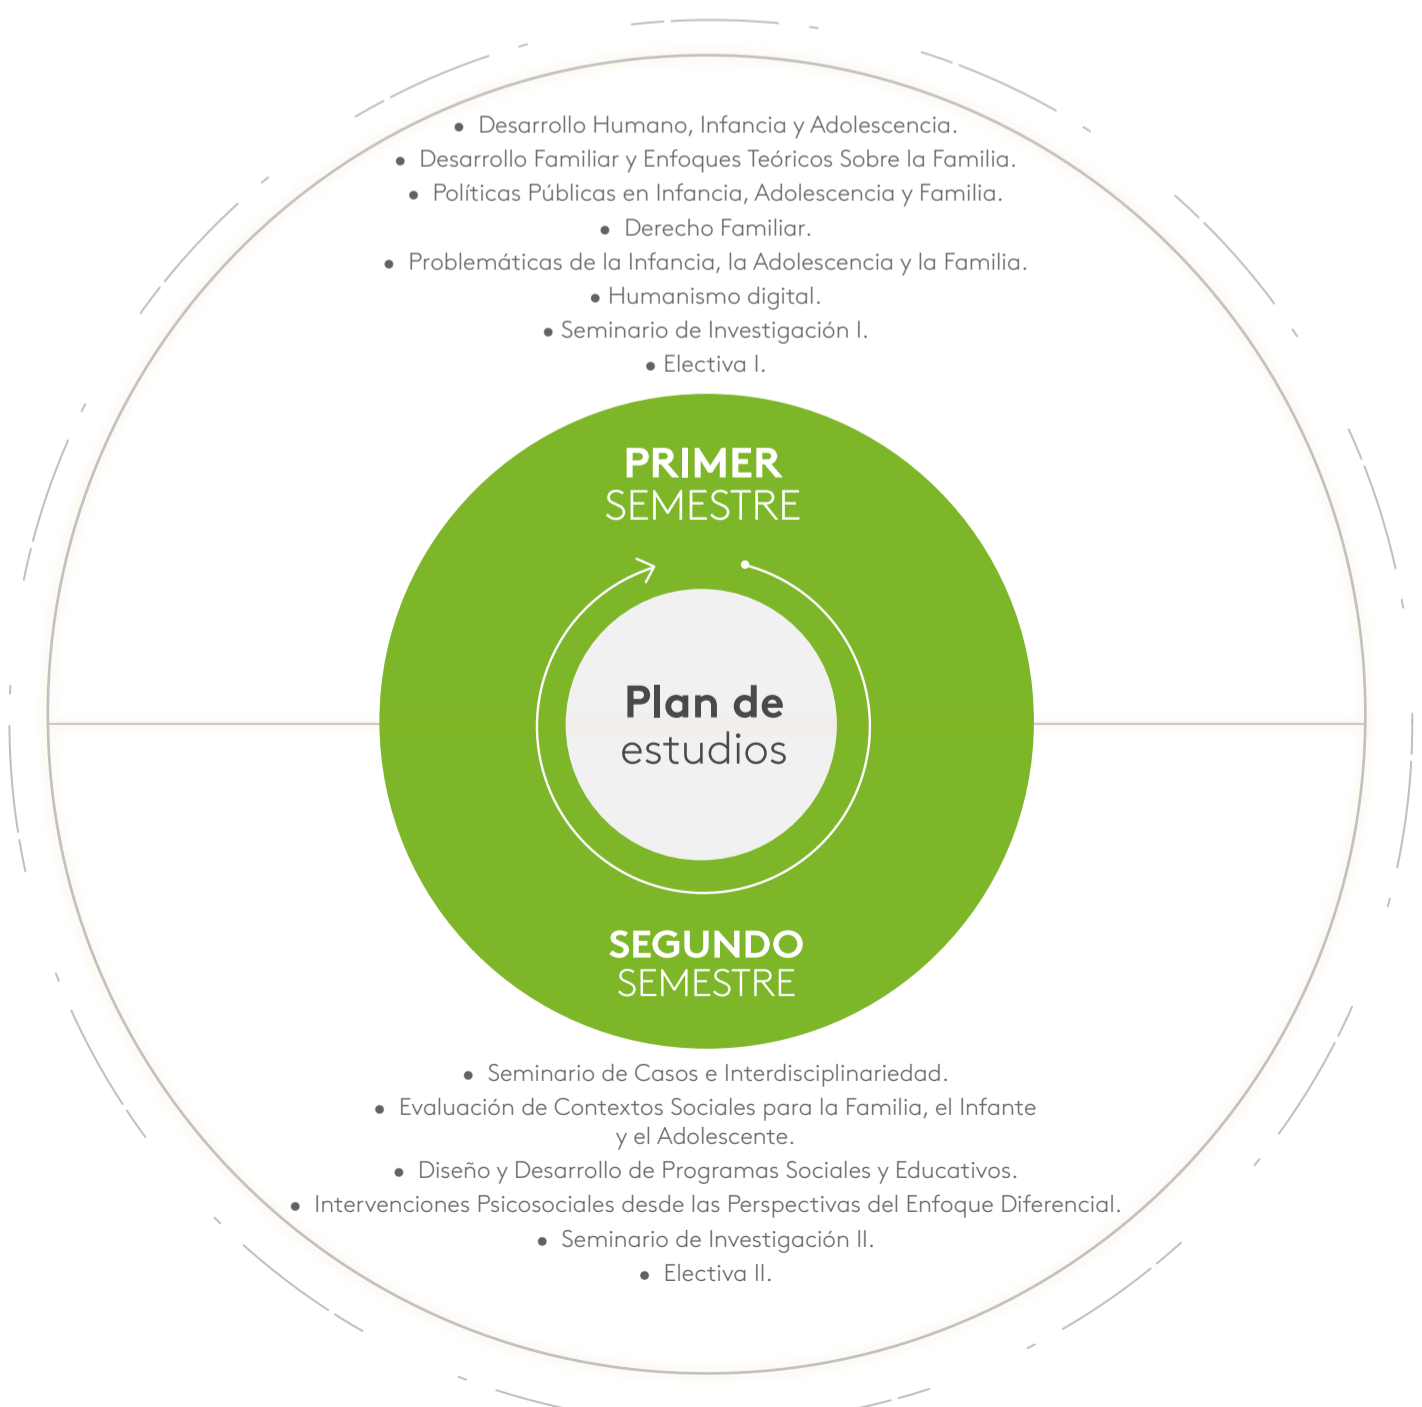 • Desarrollo Humano, Infancia y Adolescencia.
• Desarrollo Familiar y Enfoques Teóricos Sobre la Familia.
• Políticas Públicas en Infancia, Adolescencia y Familia.
• Derecho Familiar.
• Problemáticas de la Infancia, la Adolescencia y la Familia.
• Humanismo digital.
• Seminario de Investigación I.
• Electiva I.
PRIMER
SEMESTRE
Plan de
estudios
SEGUNDO
SEMESTRE
• Seminario de Casos e Interdisciplinariedad.
• Evaluación de Contextos Sociales para la Familia, el Infante
y el Adolescente.
• Diseño y Desarrollo de Programas Sociales y Educativos.
• Intervenciones Psicosociales desde las Perspectivas del Enfoque Diferencial.
• Seminario de Investigación II.
• Electiva II.